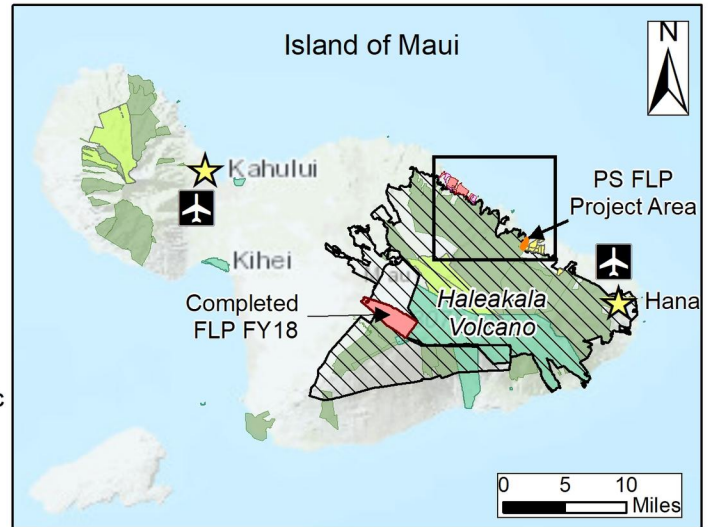 Island of Maui
N
Kahului
PS FLP
Project Area
Kihei
Completed
FLP FY18
Haleakala
Volcano
Hana
0 5 10
Miles
c